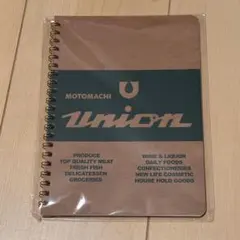 MOTOMACHI
Union
PRODUCE
TOP QUALITY MEAT
FRESH FISH
DELICATESSEN
GROCERIES
WINE & LIQUOR
DAILY FOODS
CONFECTIONERIES
NEW LIFE COSMETIC
HOUSE HOLD GOODS